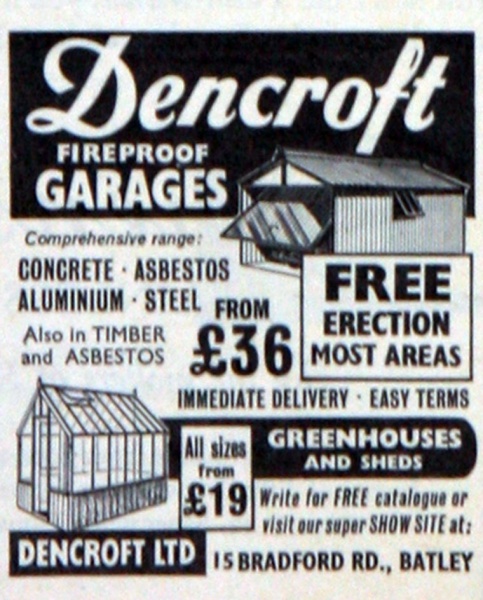 Dencroft
FIREPROOF
GARAGES
Comprehensive range:
CONCRETE · ASBESTOS
ALUMINIUM · STEEL
Also in TIMBER
and ASBESTOS
FROM
£36
FREE
ERECTION
MOST AREAS
IMMEDIATE DELIVERY · EASY TERMS
All sizes
from
£19
GREENHOUSES
AND SHEDS
Write for FREE catalogue or
visit our super SHOW SITE at:
DENCROFT LTD
15 BRADFORD RD., BATLEY